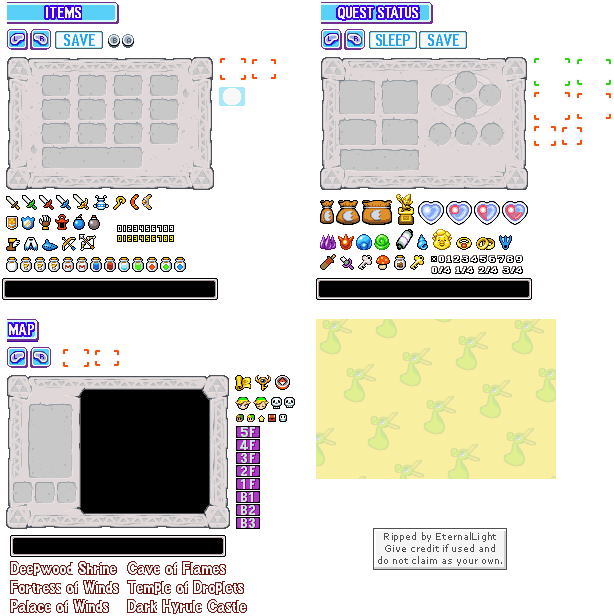 ITEMS
QUEST STATUS
L R SAVE
L R SLEEP SAVE
0123456789
0123456789
×0123456789
0/4 1/4 2/4 3/4
MAP
L R
5F
4F
3F
2F
1F
B1
B2
B3
Deepwood Shrine Cave of Flames
Fortress of Winds Temple of Droplets
Palace of Winds Dark Hyrule Castle
Ripped by EternalLight
Give credit if used and
do not claim as your own.